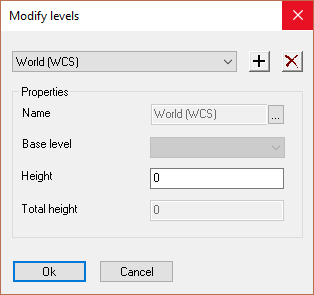 Modify levels
World (WCS)
Properties
Name World (WCS) ...
Base level
Height 0
Total height 0
Ok Cancel